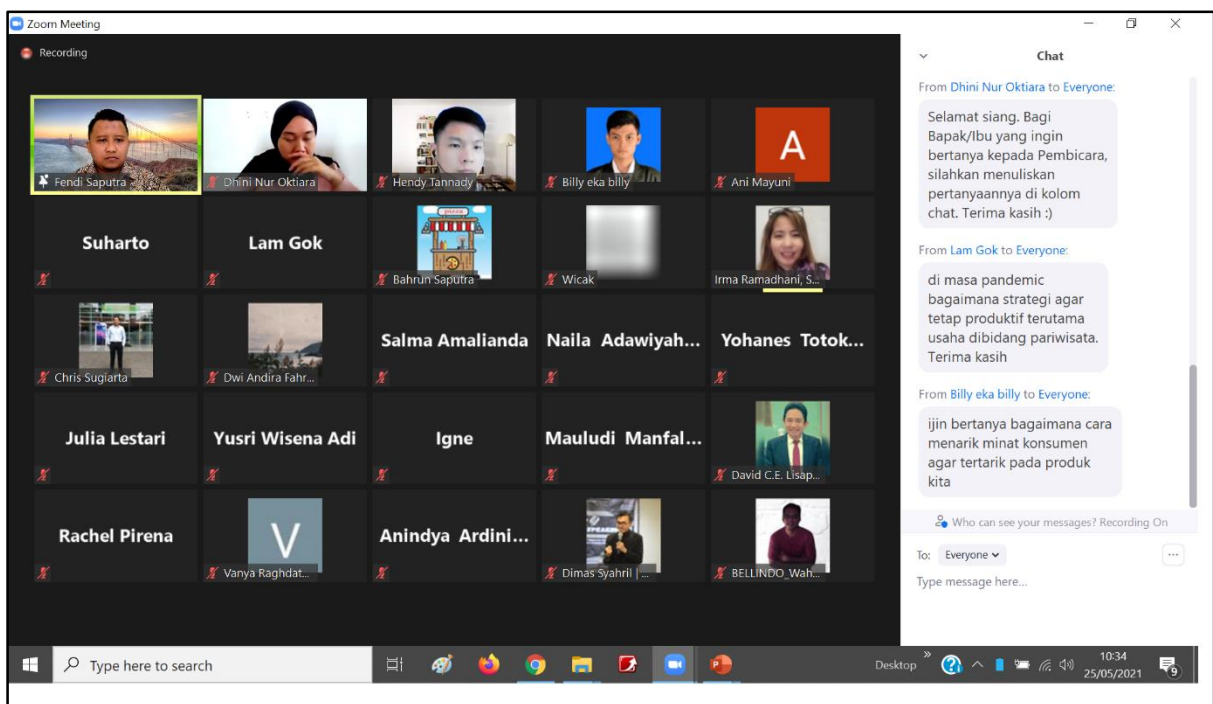 Zoom Meeting
Recording
Fendi Saputra
Dhini Nur Oktiara
Hendy Tannady
Billy eka billy
A
Ani Mayuni
Suharto
Lam Gok
pizza
Bahrun Saputra
Wicak
Irma Ramadhani, S...
Chris Sugiarta
Dwi Andira Fahr...
Salma Amalianda
Naila Adawiyah...
Yohanes Totok...
Julia Lestari
Yusri Wisena Adi
Igne
Mauludi Manfal...
David C.E. Lisap...
Rachel Pirena
V
Vanya Raghdat...
Anindya Ardini...
Dimas Syahril | ...
BELLINDO_Wah...
Chat
From Dhini Nur Oktiara to Everyone:
Selamat siang. Bagi
Bapak/Ibu yang ingin
bertanya kepada Pembicara,
silahkan menuliskan
pertanyaannya di kolom
chat. Terima kasih :)
From Lam Gok to Everyone:
di masa pandemic
bagaimana strategi agar
tetap produktif terutama
usaha dibidang pariwisata.
Terima kasih
From Billy eka billy to Everyone:
ijin bertanya bagaimana cara
menarik minat konsumen
agar tertarik pada produk
kita
Who can see your messages? Recording On
To: Everyone
Type message here...
Type here to search
Desktop
10:34
25/05/2021
9